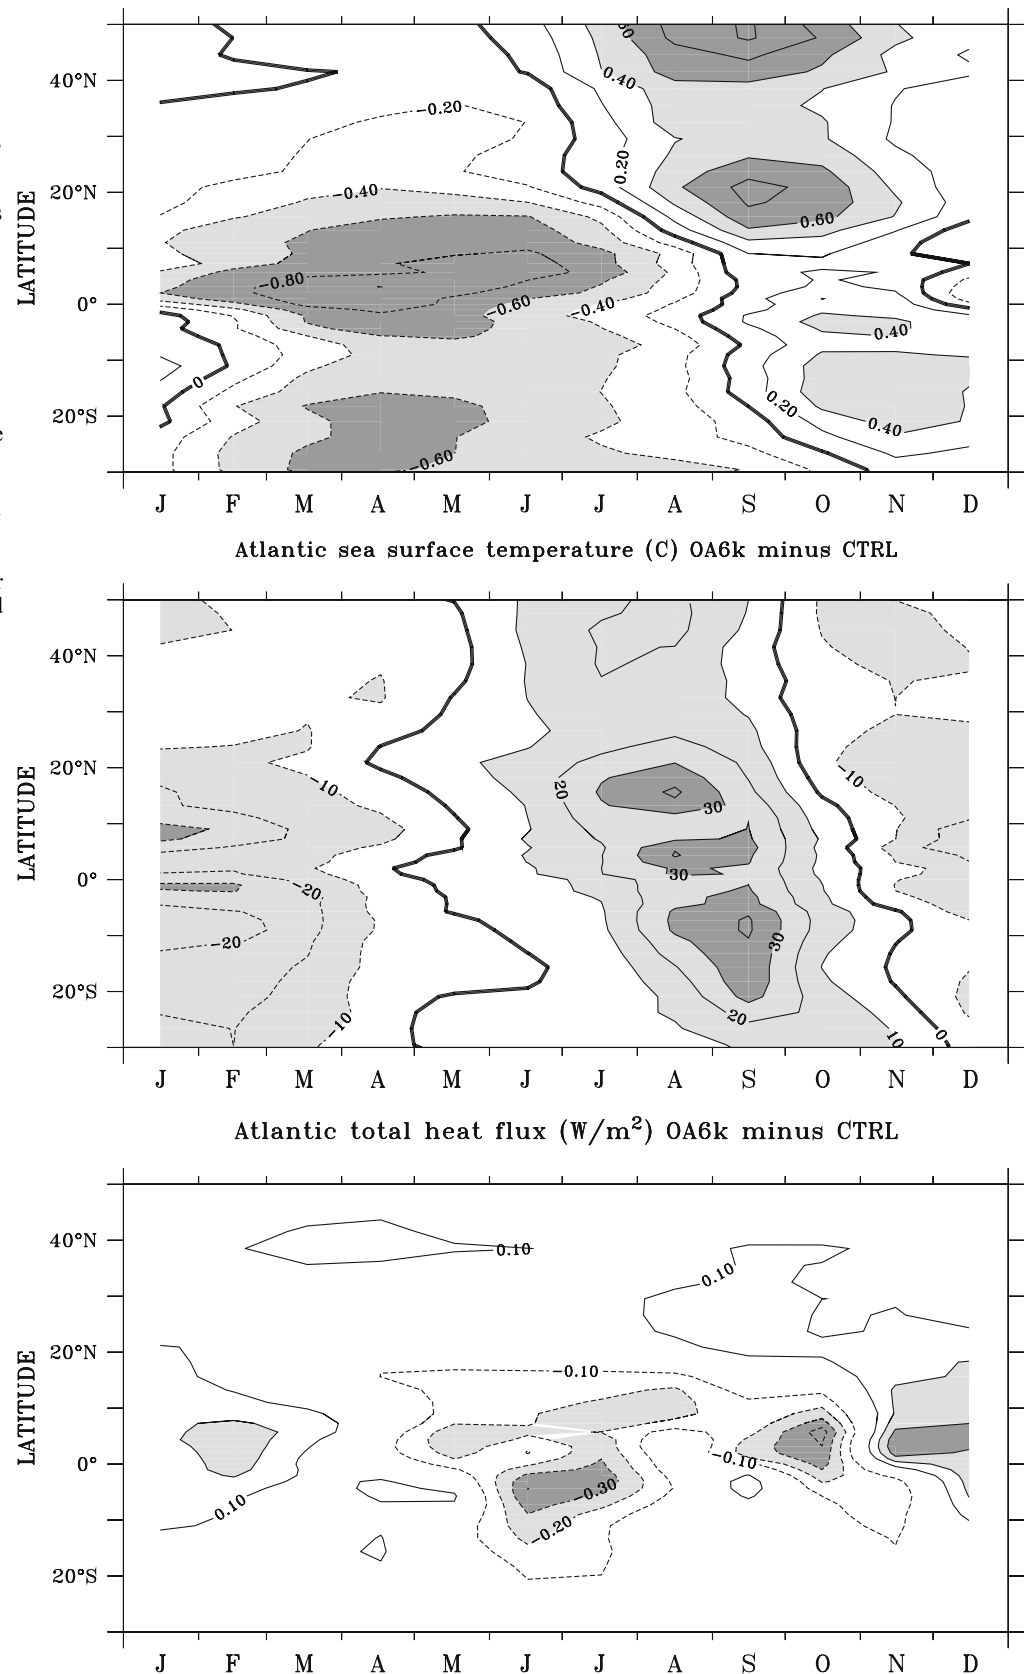 40°N
20°N
0°
20°S
LATITUDE
0.40
-0.20
0.20
-0.40
0.60
-0.80
-0.60
-0.40
0.40
0
0.20
0.40
-0.60
J F M A M J J A S O N D
Atlantic sea surface temperature (C) OA6k minus CTRL
40°N
20°N
0°
20°S
LATITUDE
-10
-10
20
30
30
-20
-20
30
20
-10
10
0
J F M A M J J A S O N D
Atlantic total heat flux (W/m²) OA6k minus CTRL
40°N
20°N
0°
20°S
LATITUDE
0.10
0.10
-0.10
-0.10
-0.30
0.10
-0.20
J F M A M J J A S O N D